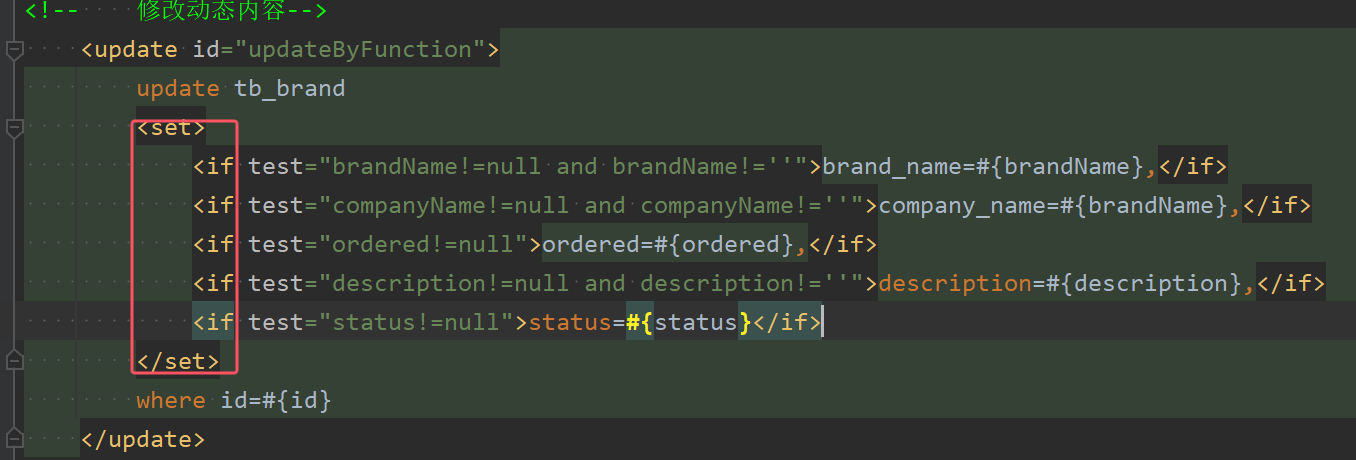 <!-- 修改动态内容-->
<update id="updateByFunction">
update tb_brand
<set>
<if test="brandName!=null and brandName!=''">brand_name=#{brandName},</if>
<if test="companyName!=null and companyName!=''">company_name=#{brandName},</if>
<if test="ordered!=null">ordered=#{ordered},</if>
<if test="description!=null and description!=''">description=#{description},</if>
<if test="status!=null">status=#{status}</if>
</set>
where id=#{id}
</update>